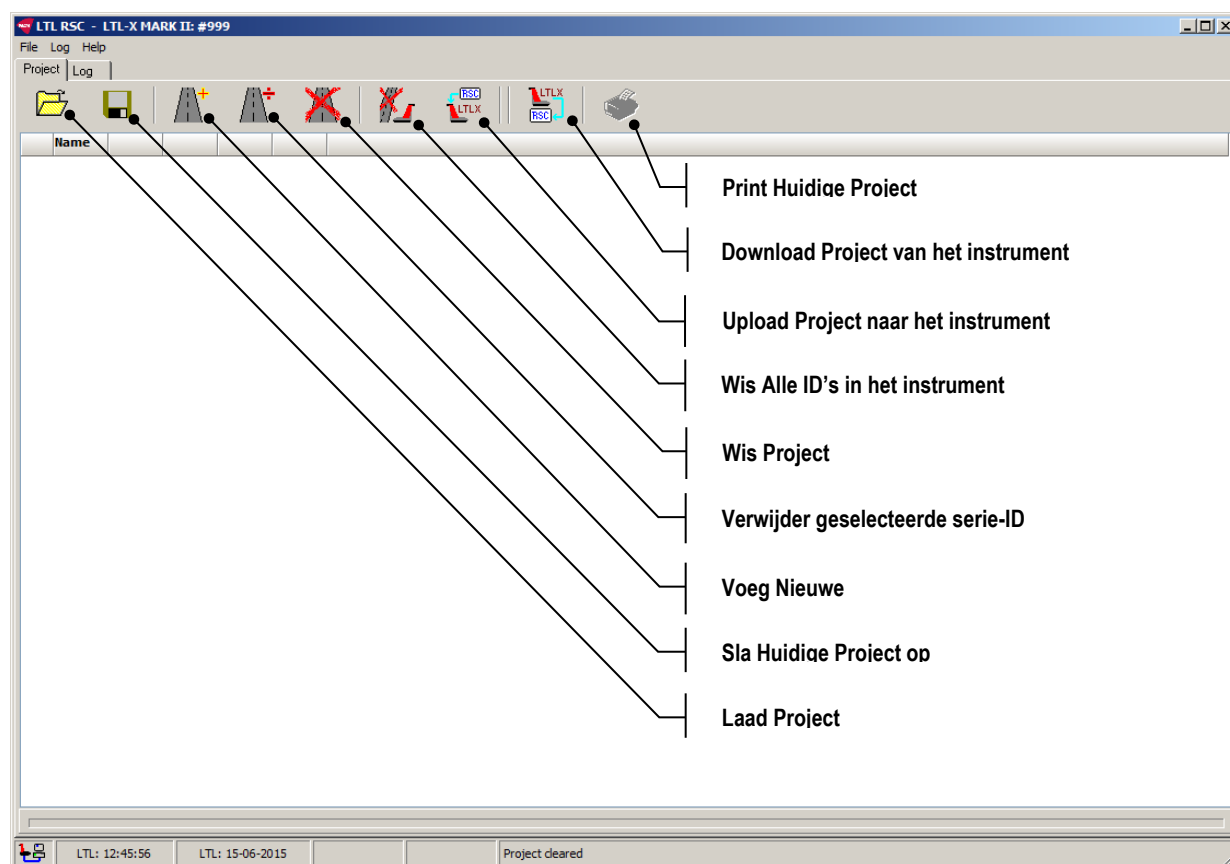 LTL RSC - LTL-X MARK II: #999
File Log Help
Project Log
RSC LTLX LTLX RSC
Name
Print Huidige Project
Download Project van het instrument
Upload Project naar het instrument
Wis Alle ID’s in het instrument
Wis Project
Verwijder geselecteerde serie-ID
Voeg Nieuwe
Sla Huidige Project op
Laad Project
LTL: 12:45:56 LTL: 15-06-2015 Project cleared